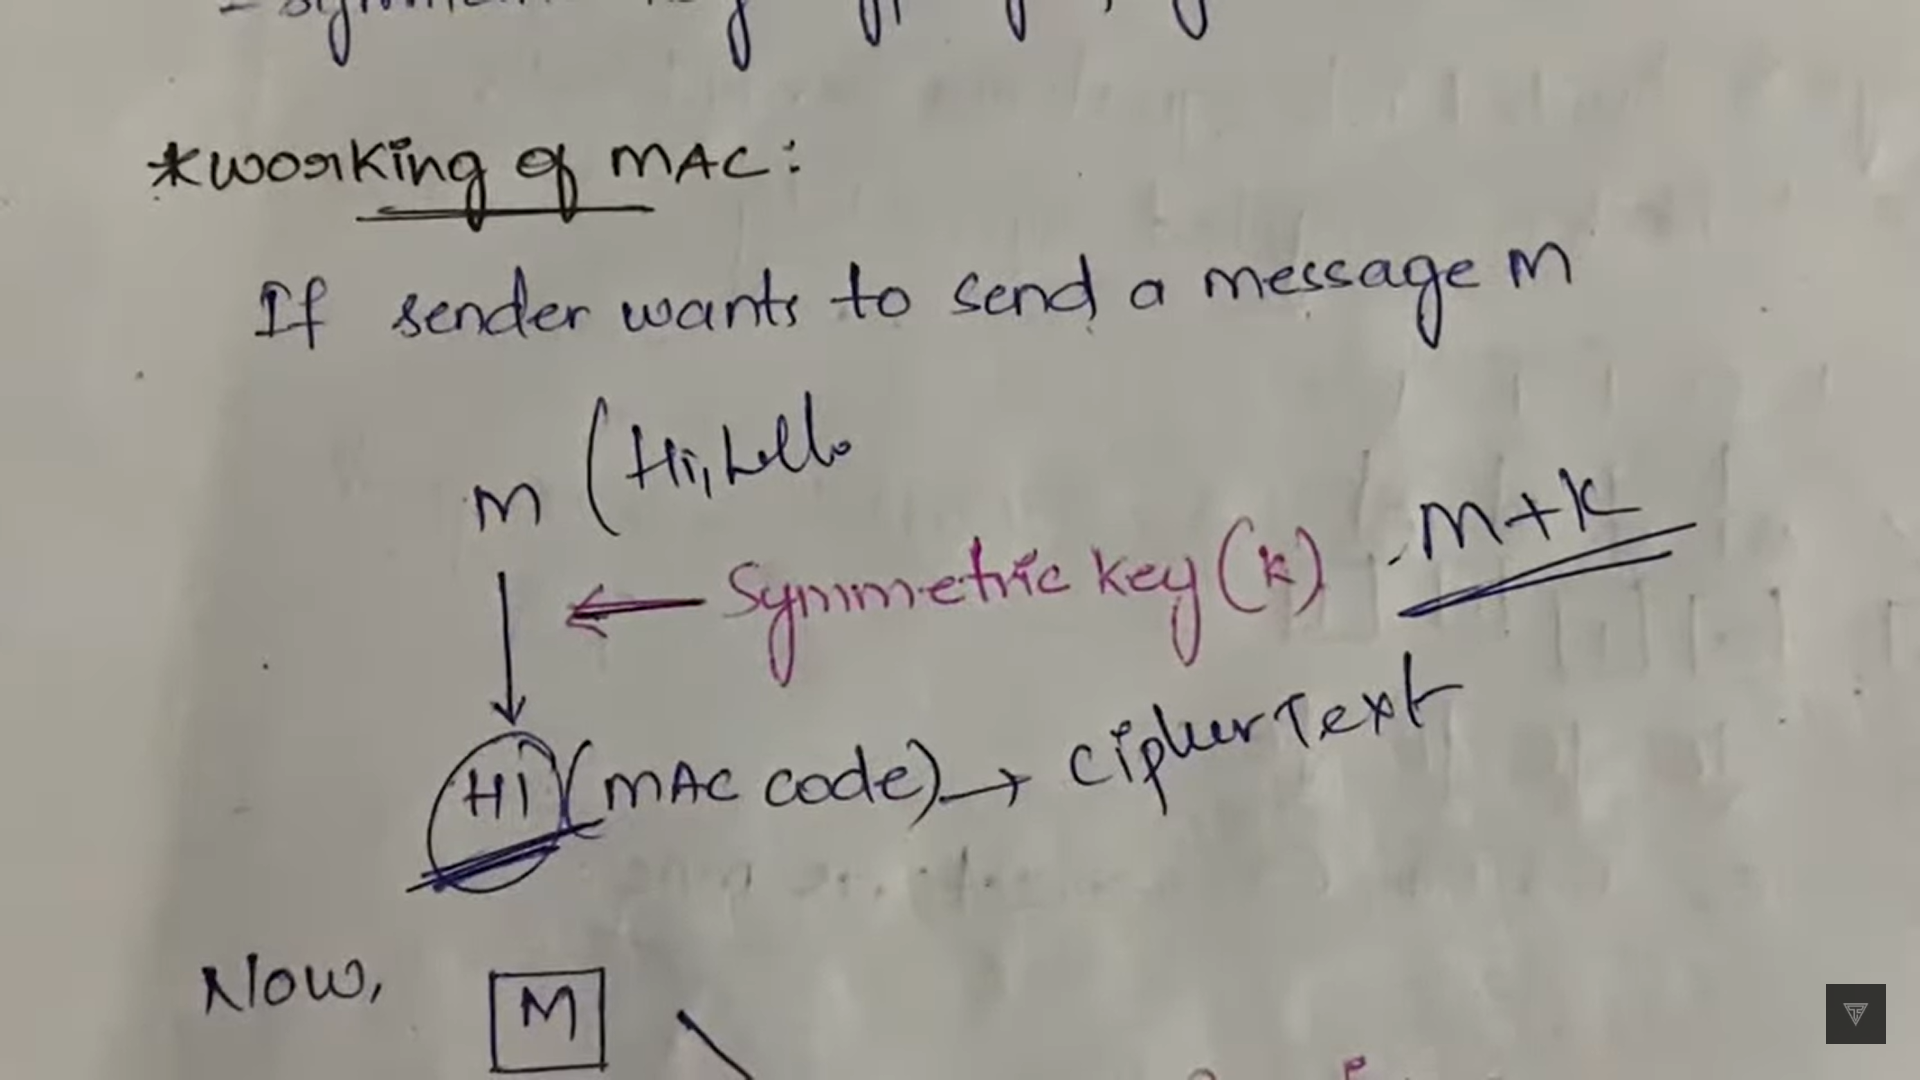 *Working of MAC:
If sender wants to send a message M
M (Hi, hello
← Symmetric key (k) M+K
H1 (MAC code) → Cipher Text
Now, M